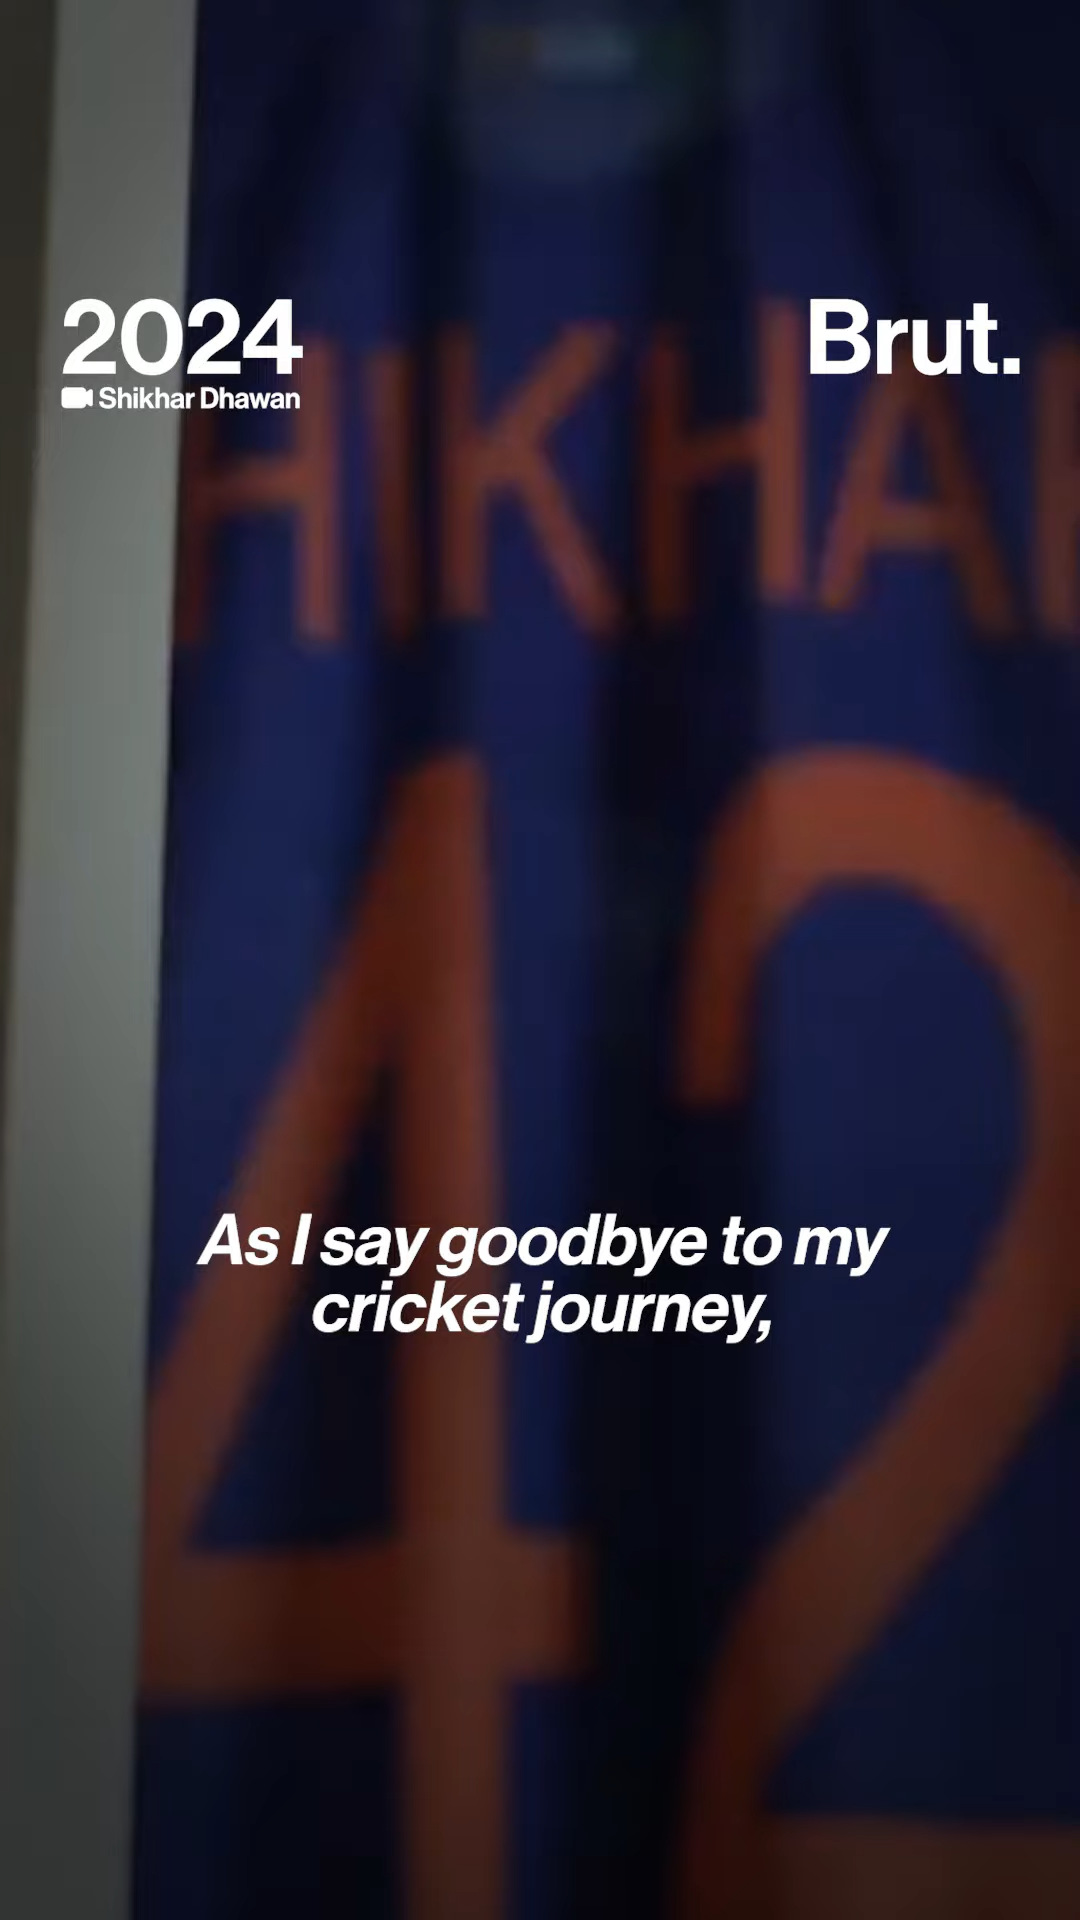 2024
Brut.
Shikhar Dhawan
HIKHA
42
As I say goodbye to my
cricket journey,